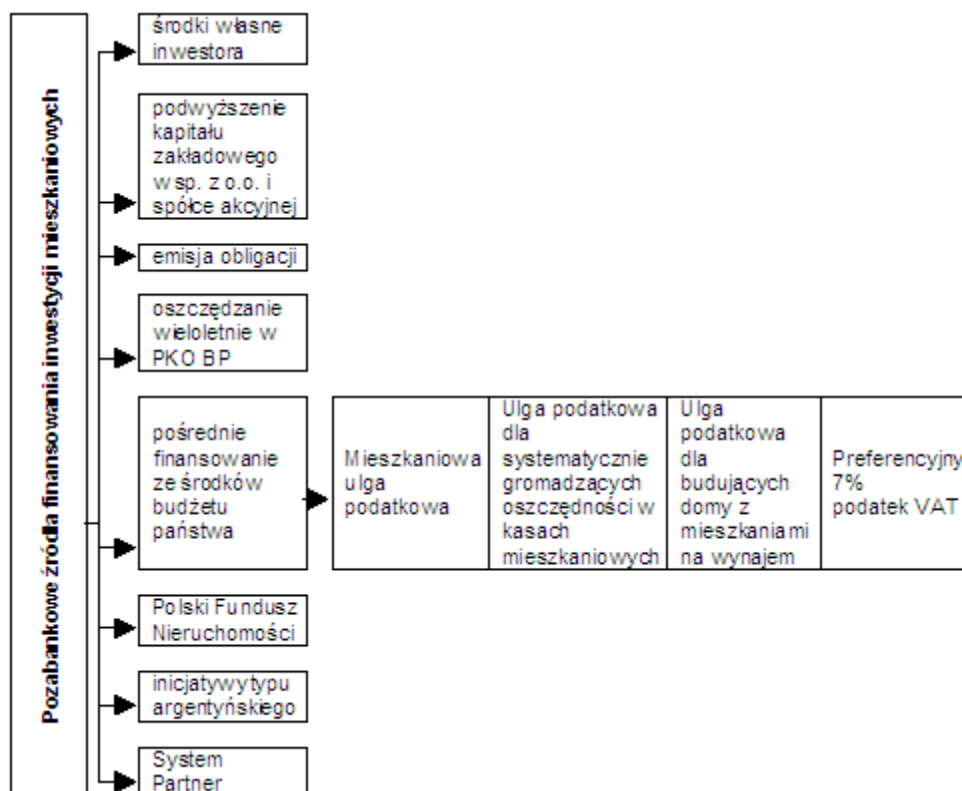 Pozabankowe źródła finansowania inwestycji mieszkaniowych
środki własne
inwestora
podwyższenie
kapitału
zakładowego
w sp. z o.o. i
spółce akcyjnej
emisja obligacji
oszczędzanie
wieloletnie w
PKO BP
pośrednie
finansowanie
ze środków
budżetu
państwa
Mieszkaniowa
ulga
podatkowa
Ulga podatkowa
dla
systematycznie
gromadzących
oszczędności w
kasach
mieszkaniowych
Ulga
podatkowa
dla
budujących
domy z
mieszkaniami
na wynajem
Preferencyjny
7%
podatek VAT
Polski Fundusz
Nieruchomości
inicjatywy typu
argentyńskiego
System
Partner